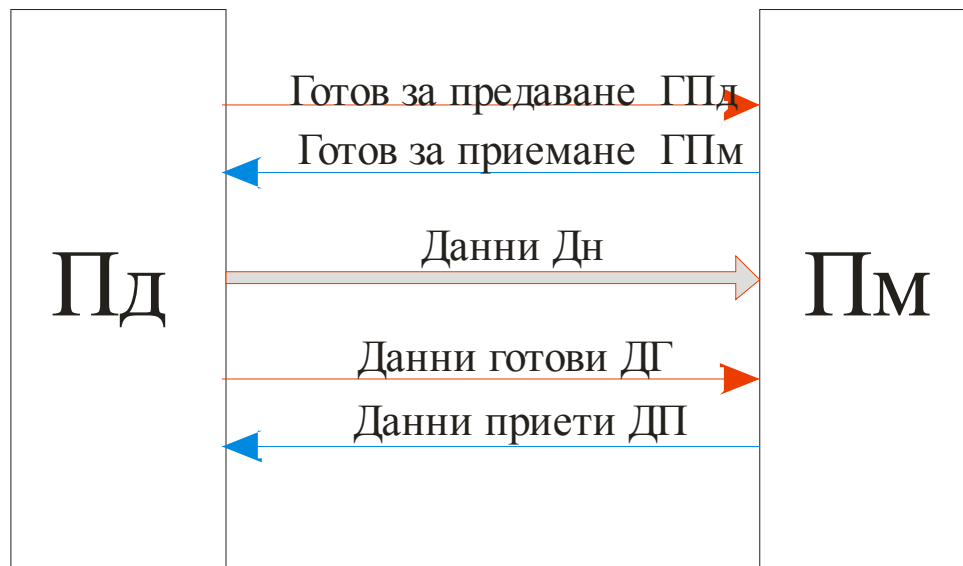 Готов за предаване ГПд
Готов за приемане ГПм
Данни Дн
Пд
Пм
Данни готови ДГ
Данни приети ДП